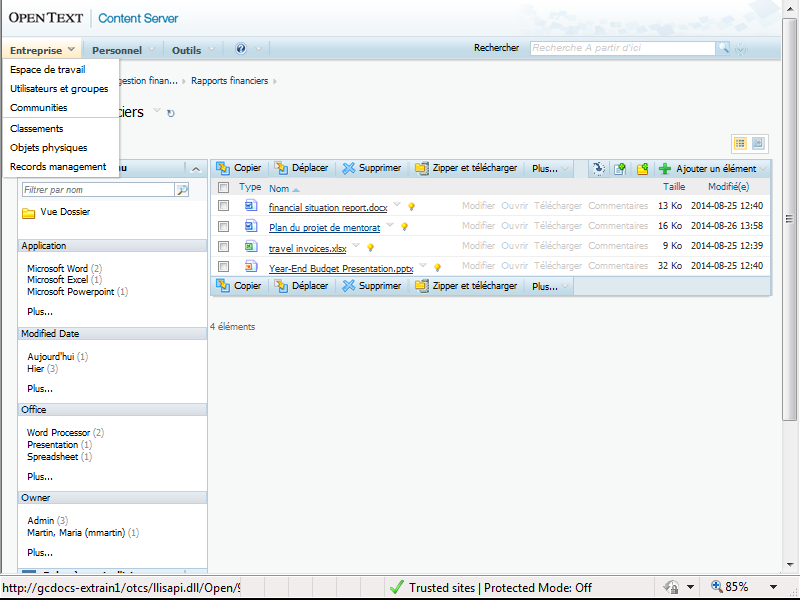 OPEN TEXT | Content Server
Entreprise Personnel Outils
Rechercher Recherche A partir d'ici
Espace de travail
Utilisateurs et groupes
Communities
Classements
Objets physiques
Records management
gestion finan... Rapports financiers
ciers
Copier Déplacer Supprimer Zipper et télécharger Plus... Ajouter un élément
Type Nom Taille Modifié(e)
financial situation report.docx Modifier Ouvrir Télécharger Commentaires 13 Ko 2014-08-25 12:40
Plan du projet de mentorat Modifier Ouvrir Télécharger Commentaires 16 Ko 2014-08-26 13:58
travel invoices.xlsx Modifier Ouvrir Télécharger Commentaires 9 Ko 2014-08-25 12:39
Year-End Budget Presentation.pptx Modifier Ouvrir Télécharger Commentaires 32 Ko 2014-08-25 12:40
Copier Déplacer Supprimer Zipper et télécharger Plus...
4 éléments
nu
Filtrer par nom
Vue Dossier
Application
Microsoft Word (2)
Microsoft Excel (1)
Microsoft Powerpoint (1)
Plus...
Modified Date
Aujourd'hui (1)
Hier (3)
Plus...
Office
Word Processor (2)
Presentation (1)
Spreadsheet (1)
Plus...
Owner
Admin (3)
Martin, Maria (mmartin) (1)
Plus...
http://gcdocs-extrain1/otcs/llisapi.dll/Open/ Trusted sites | Protected Mode: Off 85%